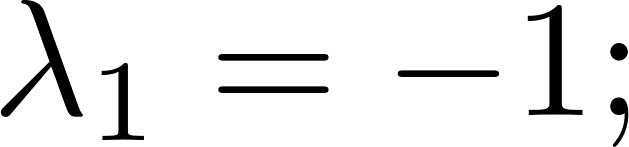 λ₁ = −1;